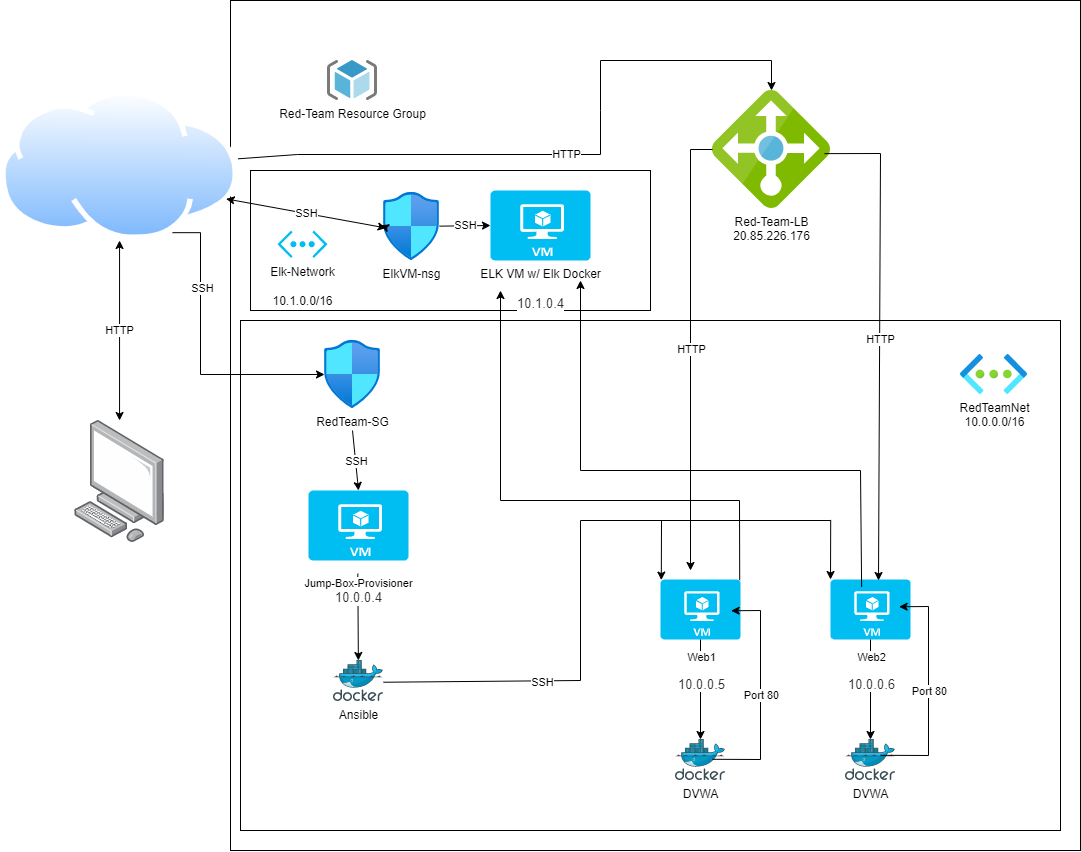 Red-Team Resource Group
HTTP
Red-Team-LB
20.85.226.176
SSH
SSH
VM
Elk-Network
ElkVM-nsg
ELK VM w/ Elk Docker
10.1.0.0/16
10.1.0.4
SSH
HTTP
HTTP
HTTP
RedTeamNet
10.0.0.0/16
RedTeam-SG
SSH
VM
Jump-Box-Provisioner
10.0.0.4
docker
Ansible
SSH
VM
Web1
10.0.0.5
Port 80
docker
DVWA
VM
Web2
10.0.0.6
Port 80
docker
DVWA